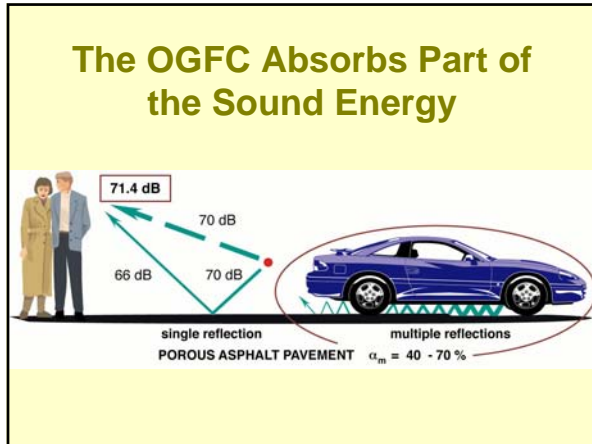 The OGFC Absorbs Part of
the Sound Energy
71.4 dB
70 dB
66 dB
70 dB
single reflection
multiple reflections
POROUS ASPHALT PAVEMENT αm = 40 - 70 %